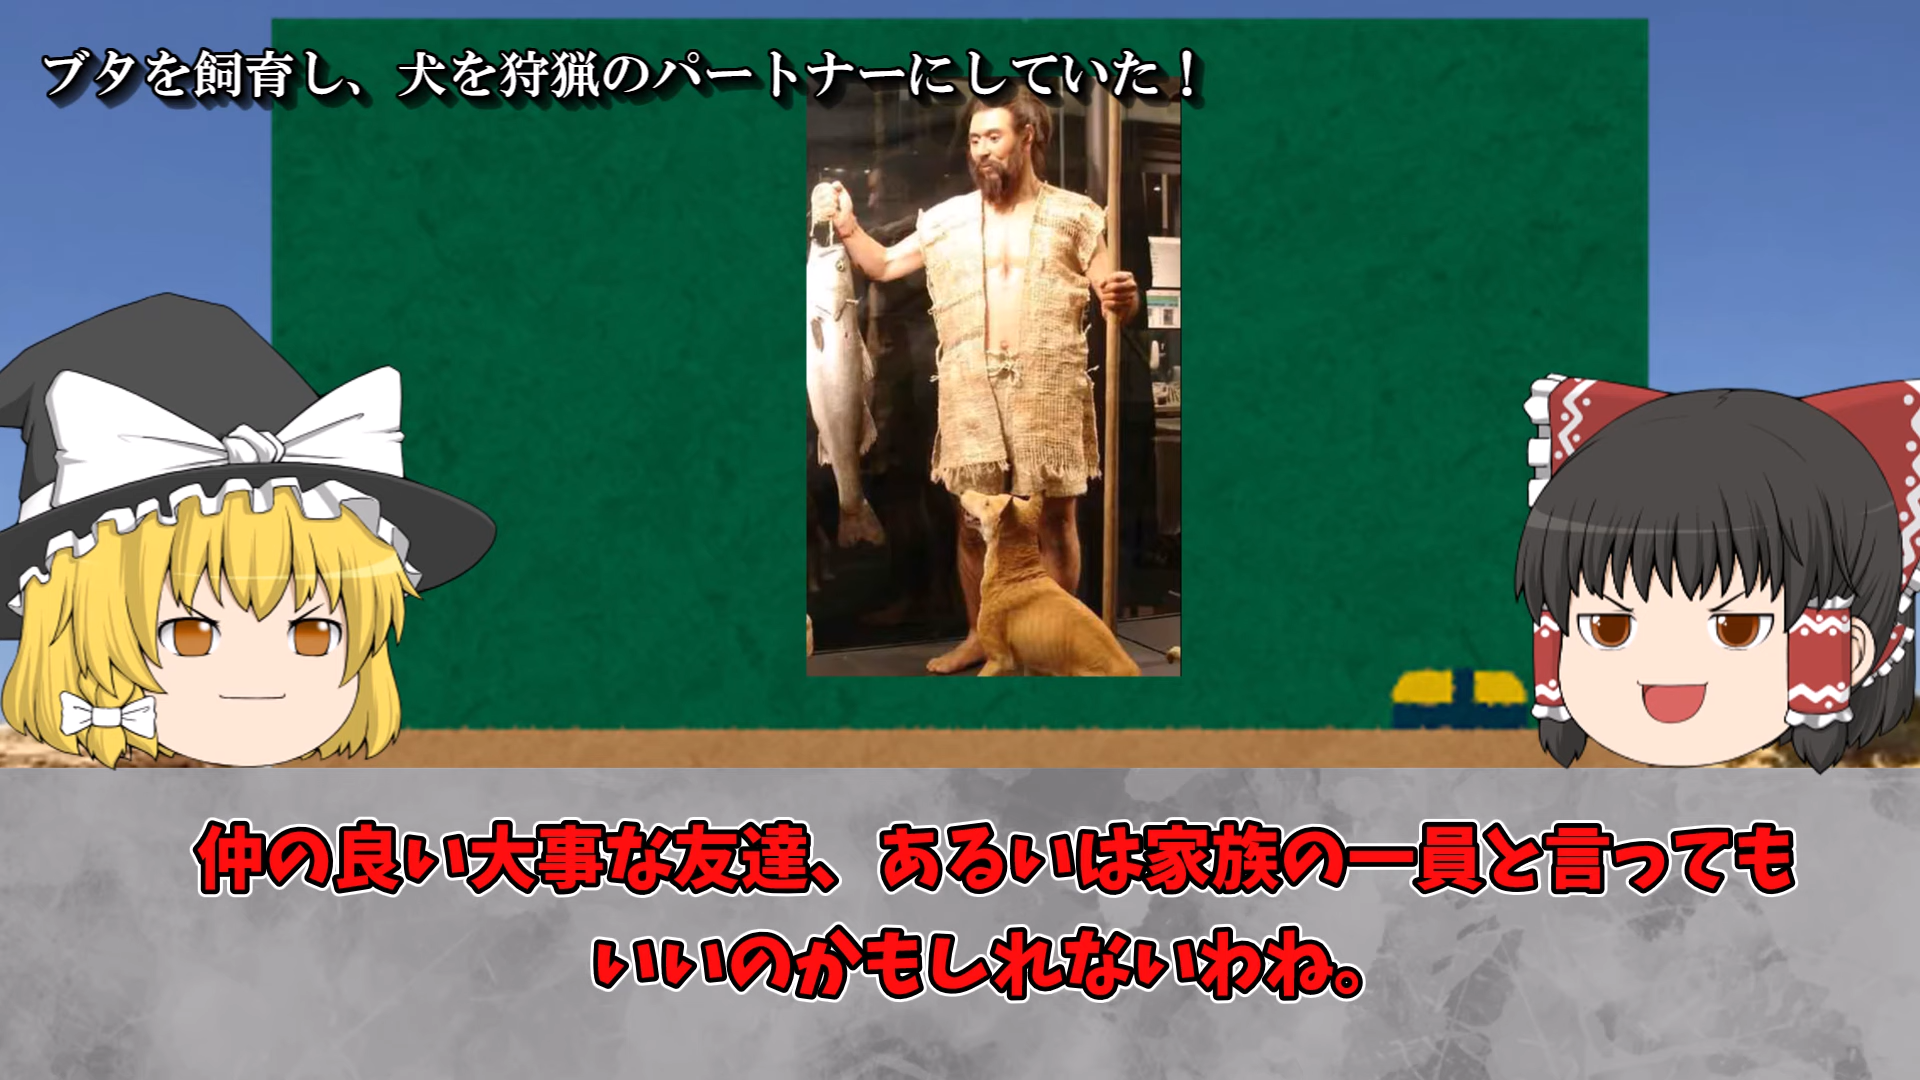 ブタを飼育し、犬を狩猟のパートナーにしていた！
仲の良い大事な友達、あるいは家族の一員と言っても
いいのかもしれないわね。